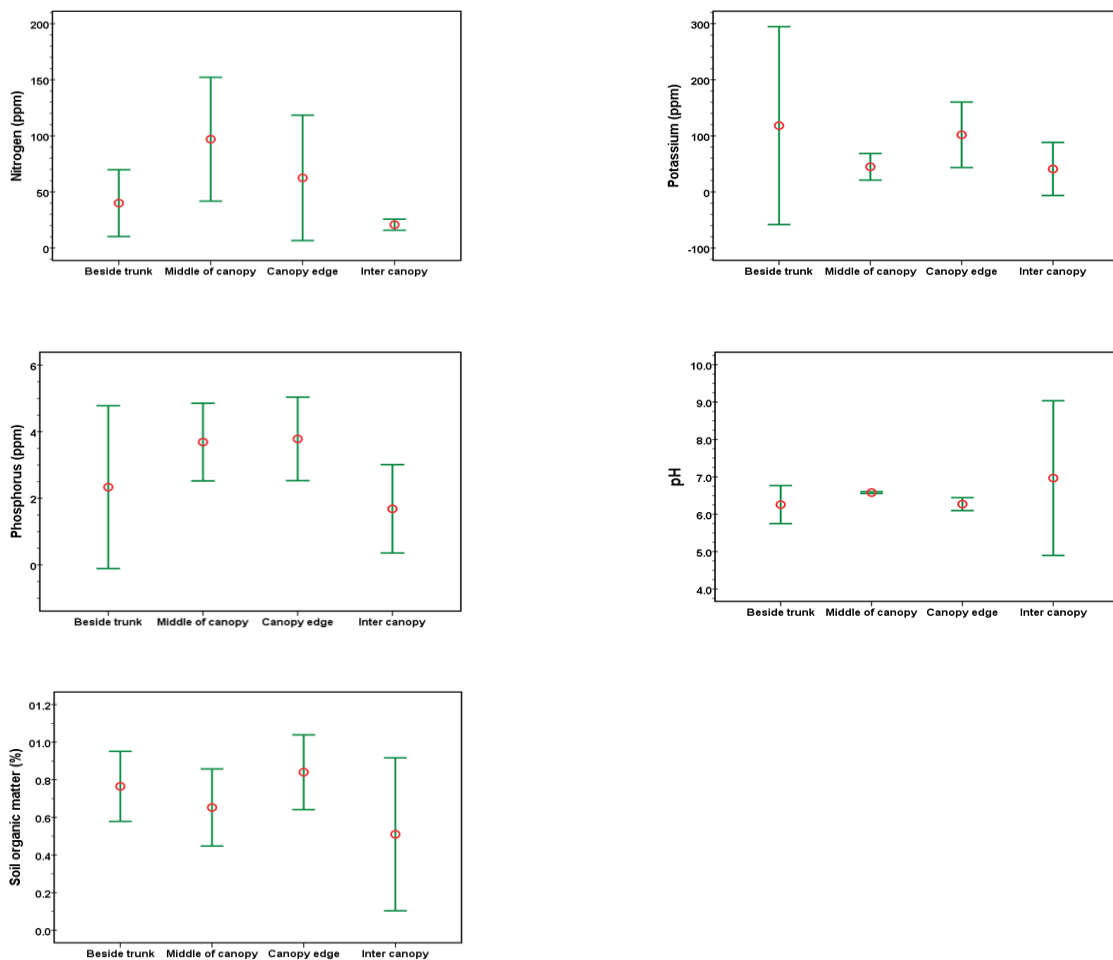 Nitrogen (ppm)
200
150
100
50
0
Beside trunk Middle of canopy Canopy edge Inter canopy
Potassium (ppm)
300
200
100
0
-100
Beside trunk Middle of canopy Canopy edge Inter canopy
Phosphorus (ppm)
6
4
2
0
Beside trunk Middle of canopy Canopy edge Inter canopy
pH
10.0
9.0
8.0
7.0
6.0
5.0
4.0
Beside trunk Middle of canopy Canopy edge Inter canopy
Soil organic matter (%)
01.2
01.0
0.8
0.6
0.4
0.2
0.0
Beside trunk Middle of canopy Canopy edge Inter canopy